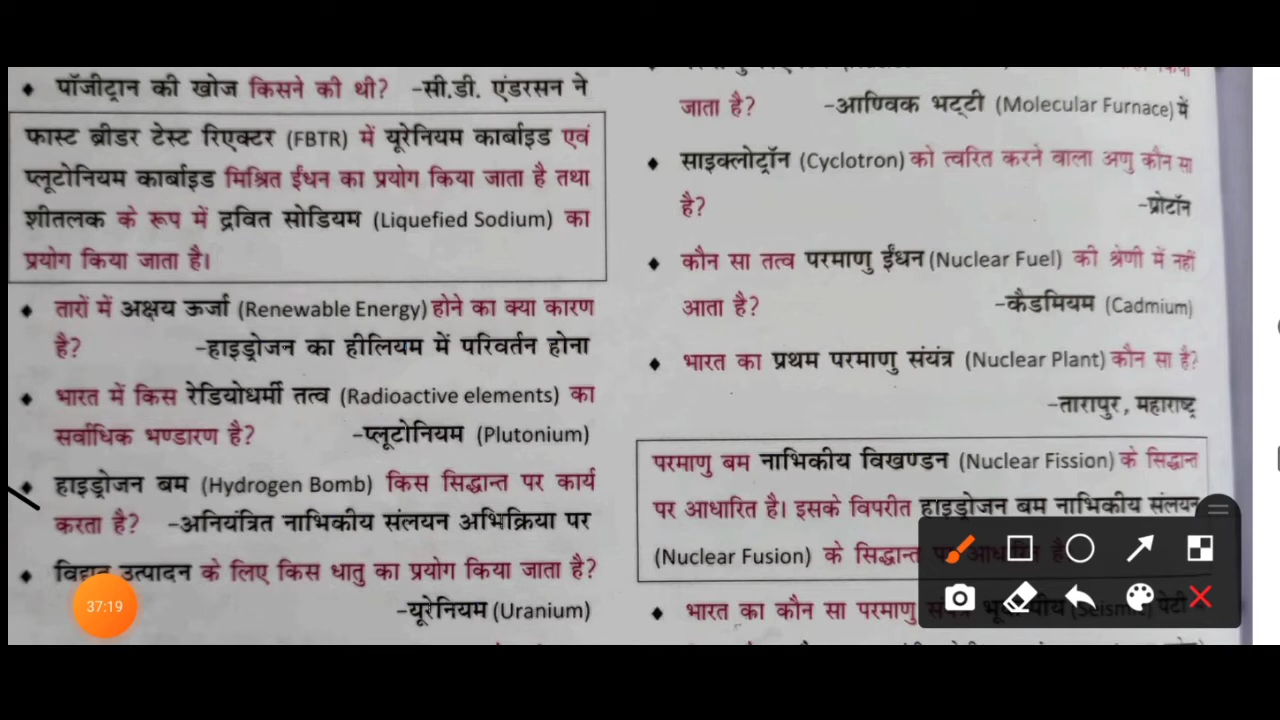 ♦ पॉजीट्रान की खोज किसने की थी? -सी.डी. एंडरसन ने
फास्ट ब्रीडर टेस्ट रिएक्टर (FBTR) में यूरेनियम कार्बाइड एवं
प्लूटोनियम कार्बाइड मिश्रित ईंधन का प्रयोग किया जाता है तथा
शीतलक के रूप में द्रवित सोडियम (Liquefied Sodium) का
प्रयोग किया जाता है।
♦ तारों में अक्षय ऊर्जा (Renewable Energy) होने का क्या कारण
है? -हाइड्रोजन का हीलियम में परिवर्तन होना
♦ भारत में किस रेडियोधर्मी तत्व (Radioactive elements) का
सर्वाधिक भण्डारण है? -प्लूटोनियम (Plutonium)
♦ हाइड्रोजन बम (Hydrogen Bomb) किस सिद्धान्त पर कार्य
करता है? -अनियंत्रित नाभिकीय संलयन अभिक्रिया पर
♦ विद्युत उत्पादन के लिए किस धातु का प्रयोग किया जाता है?
-यूरेनियम (Uranium)
37:19
जाता है? -आण्विक भट्टी (Molecular Furnace) में
♦ साइक्लोट्रॉन (Cyclotron) को त्वरित करने वाला अणु कौन सा
है? -प्रोटॉन
♦ कौन सा तत्व परमाणु ईंधन (Nuclear Fuel) की श्रेणी में नहीं
आता है? -कैडमियम (Cadmium)
♦ भारत का प्रथम परमाणु संयंत्र (Nuclear Plant) कौन सा है?
-तारापुर, महाराष्ट्र
परमाणु बम नाभिकीय विखण्डन (Nuclear Fission) के सिद्धान्त
पर आधारित है। इसके विपरीत हाइड्रोजन बम नाभिकीय संलयन
(Nuclear Fusion) के सिद्धान्त पर आधारित है
♦ भारत का कौन सा परमाणु संयंत्र भूकम्पीय (Seismic) पेटी